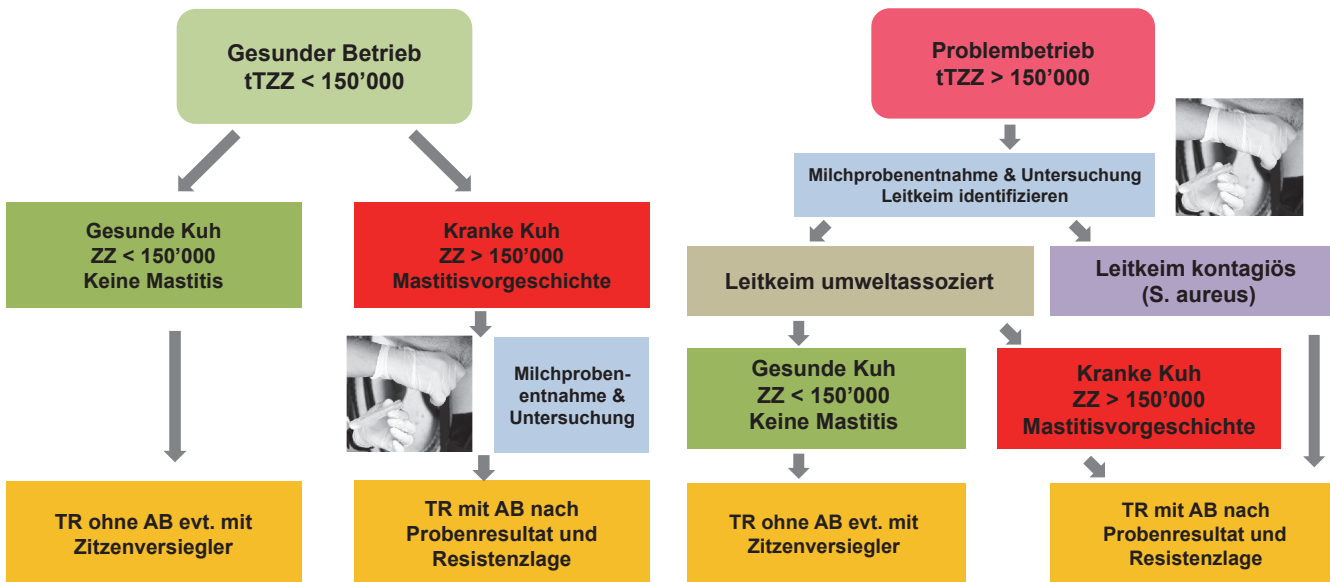 Gesunder Betrieb
tTZZ < 150’000
Gesunde Kuh
ZZ < 150’000
Keine Mastitis
Kranke Kuh
ZZ > 150’000
Mastitisvorgeschichte
Milchproben-
entnahme &
Untersuchung
TR ohne AB evt. mit
Zitzenversiegler
TR mit AB nach
Probenresultat und
Resistenzlage
Problembetrieb
tTZZ > 150’000
Milchprobenentnahme & Untersuchung
Leitkeim identifizieren
Leitkeim umweltassoziert
Leitkeim kontagiös
(S. aureus)
Gesunde Kuh
ZZ < 150’000
Keine Mastitis
Kranke Kuh
ZZ > 150’000
Mastitisvorgeschichte
TR ohne AB evt. mit
Zitzenversiegler
TR mit AB nach
Probenresultat und
Resistenzlage